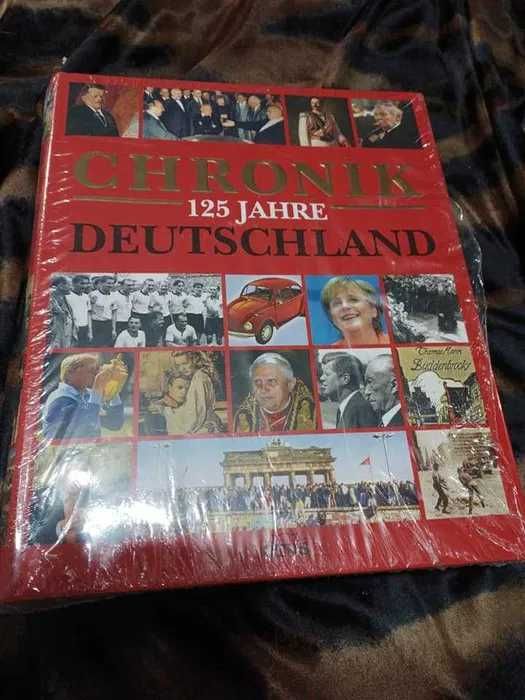 CHRONIK
125 JAHRE
DEUTSCHLAND
Thomas Mann
Buddenbrooks